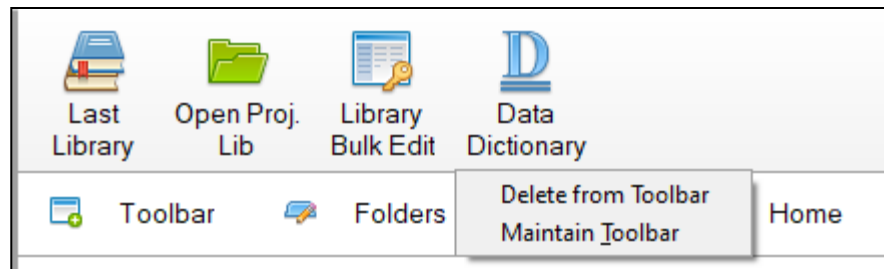 Last Library
Open Proj. Lib
Library Bulk Edit
Data Dictionary
Toolbar
Folders
Home
Delete from Toolbar
Maintain Toolbar